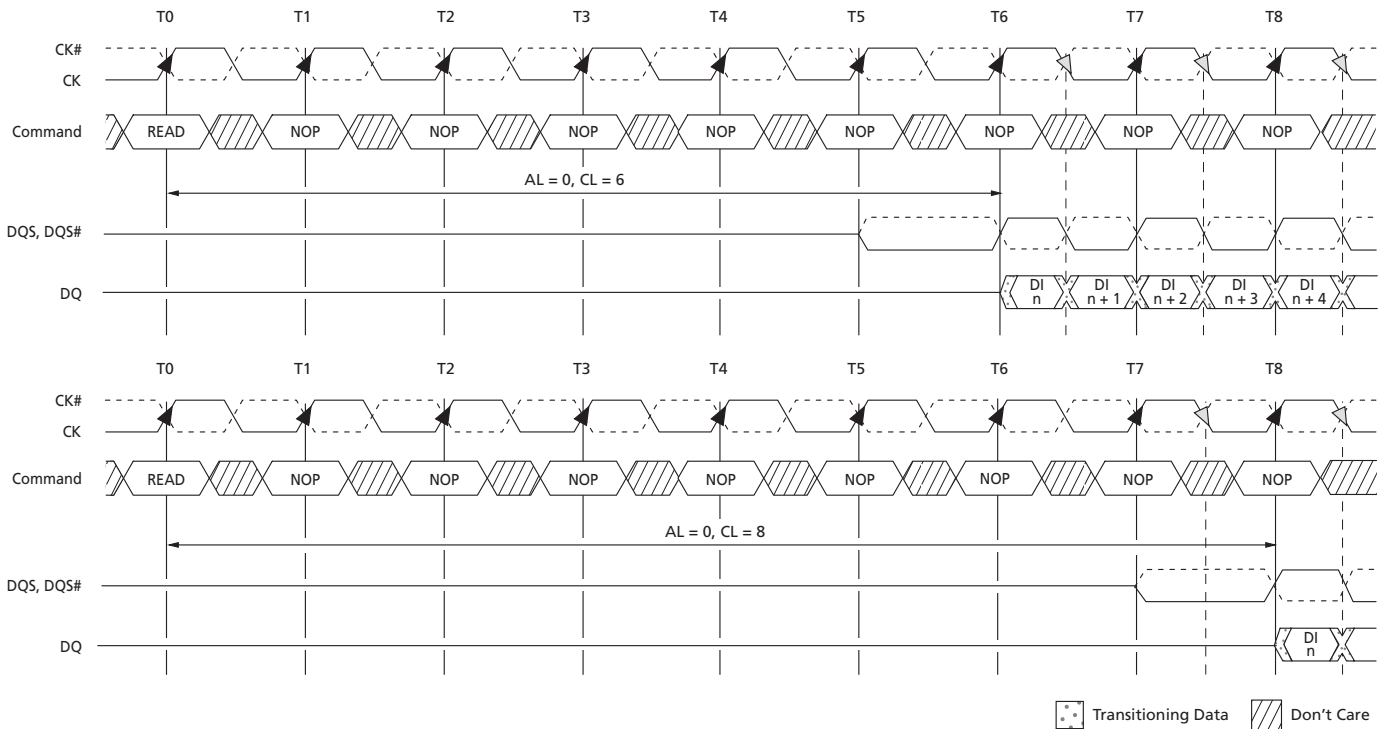 T0 T1 T2 T3 T4 T5 T6 T7 T8
CK#
CK
Command READ NOP NOP NOP NOP NOP NOP NOP NOP
AL = 0, CL = 6
DQS, DQS#
DQ DI n DI n + 1 DI n + 2 DI n + 3 DI n + 4
T0 T1 T2 T3 T4 T5 T6 T7 T8
CK#
CK
Command READ NOP NOP NOP NOP NOP NOP NOP NOP
AL = 0, CL = 8
DQS, DQS#
DQ DI n
Transitioning Data Don't Care